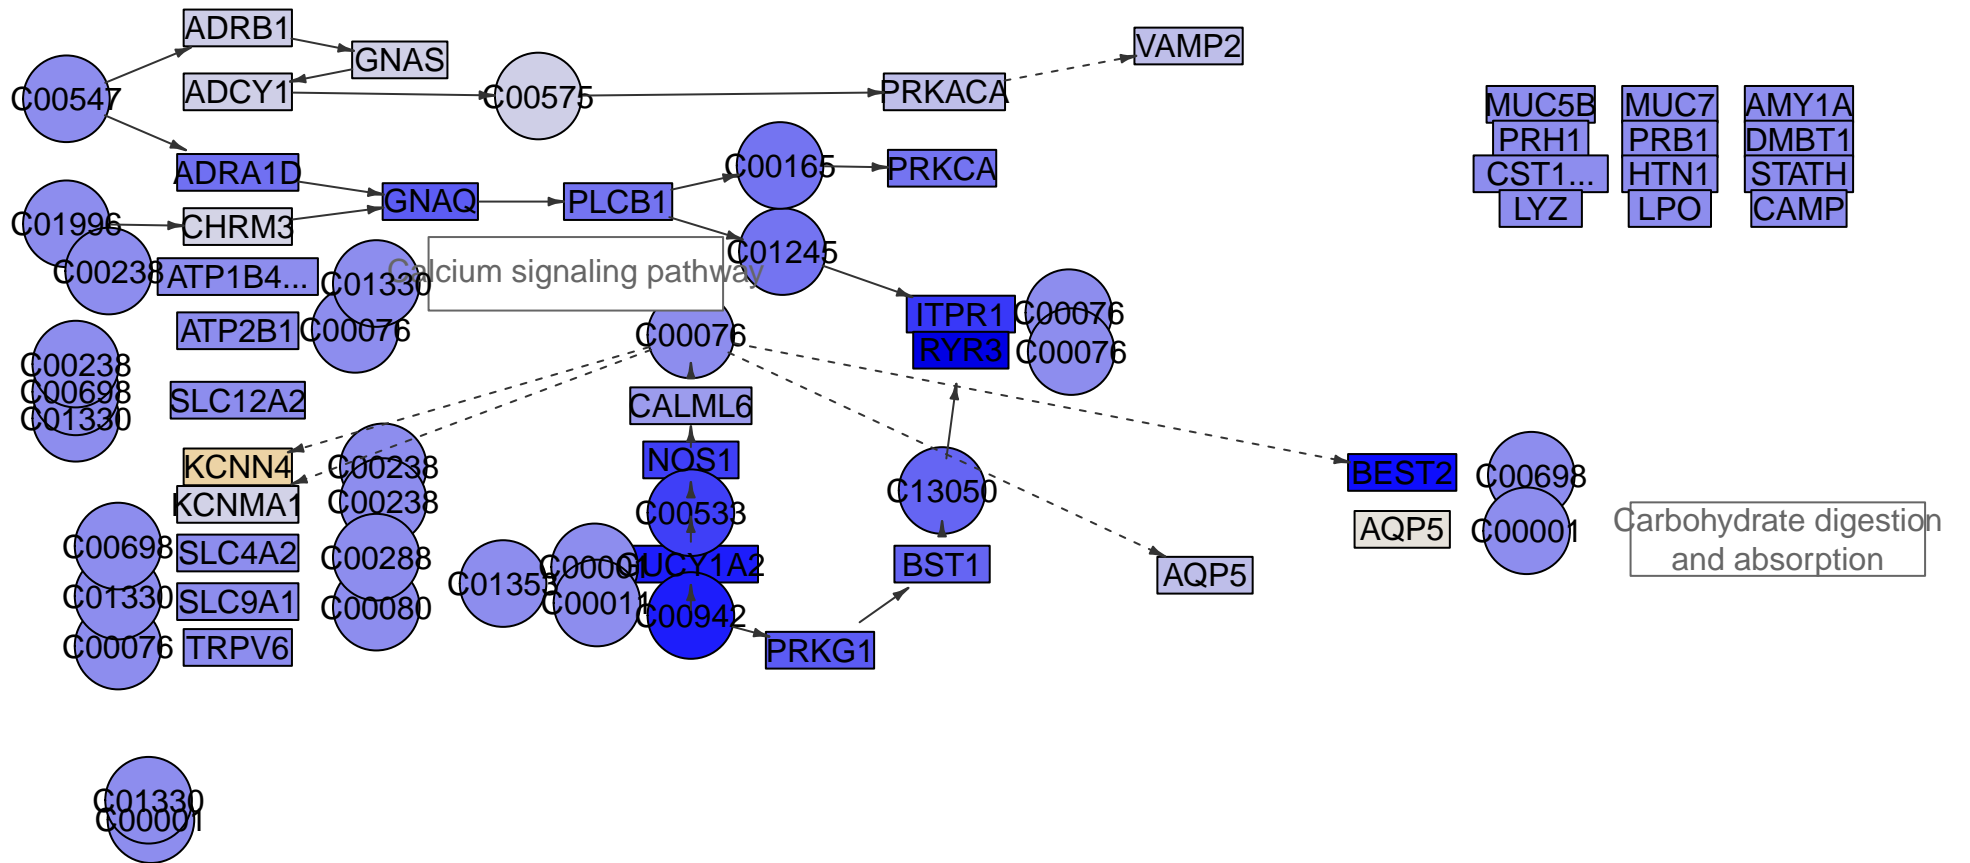 ADRB1
GNAS
VAMP2
C00547
ADCY1
C00575
PRKACA
MUC5B
MUC7
AMY1A
PRH1
PRB1
DMBT1
CST1...
HTN1
STATH
LYZ
LPO
CAMP
ADRA1D
C00165
PRKCA
GNAQ
PLCB1
C01996
CHRM3
C01245
C00238
ATP1B4...
C01330
Calcium signaling pathway
ATP2B1
C00076
C00076
ITPR1
C00076
RYR3
C00076
C00238
C00698
C01330
SLC12A2
CALML6
KCNN4
C00238
NOS1
BEST2
C00698
KCNMA1
C00238
C00533
C13050
AQP5
C00001
Carbohydrate digestion
and absorption
C00698
SLC4A2
C00288
C01353
C00001
GUCY1A2
BST1
AQP5
C01330
SLC9A1
C00080
C00011
C00942
C00076
TRPV6
PRKG1
C01330
C00001